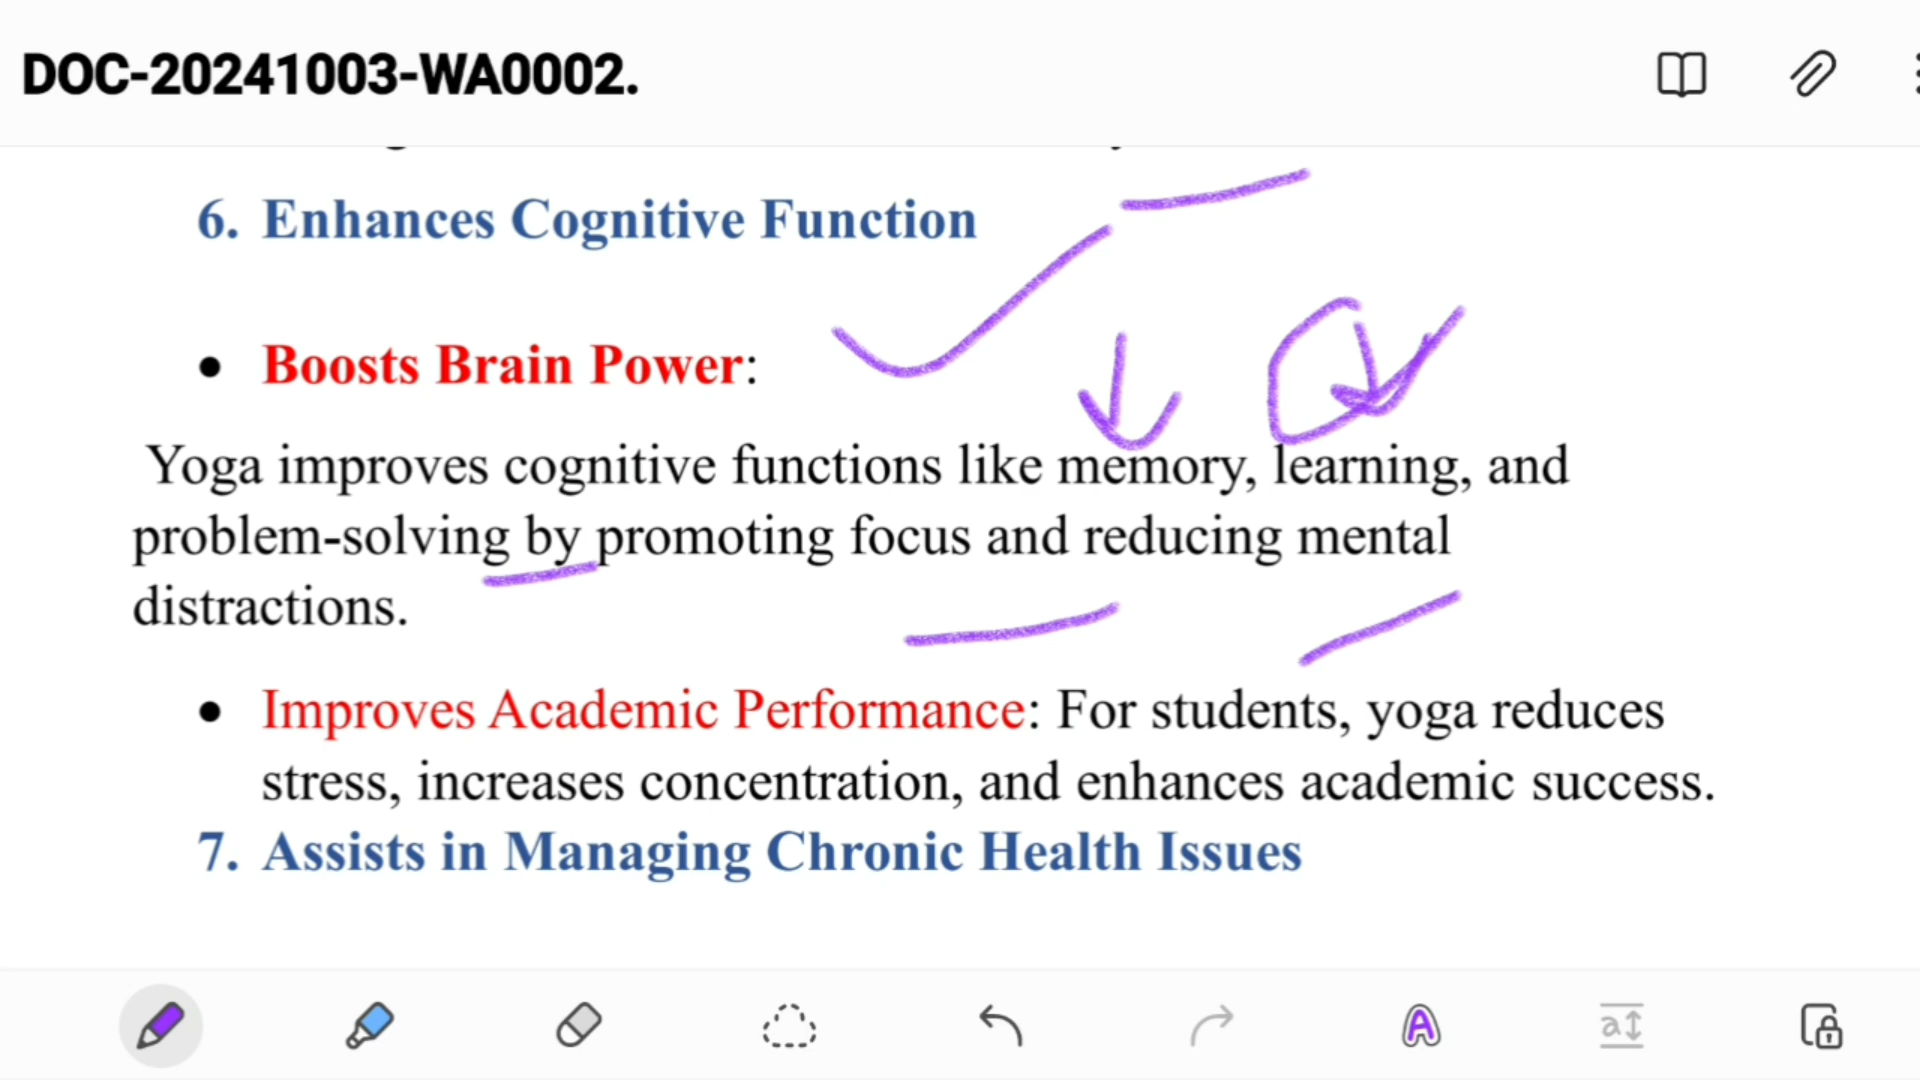 DOC-20241003-WA0002.
6. Enhances Cognitive Function
• Boosts Brain Power:
Yoga improves cognitive functions like memory, learning, and
problem-solving by promoting focus and reducing mental
distractions.
• Improves Academic Performance: For students, yoga reduces
stress, increases concentration, and enhances academic success.
7. Assists in Managing Chronic Health Issues
A
a